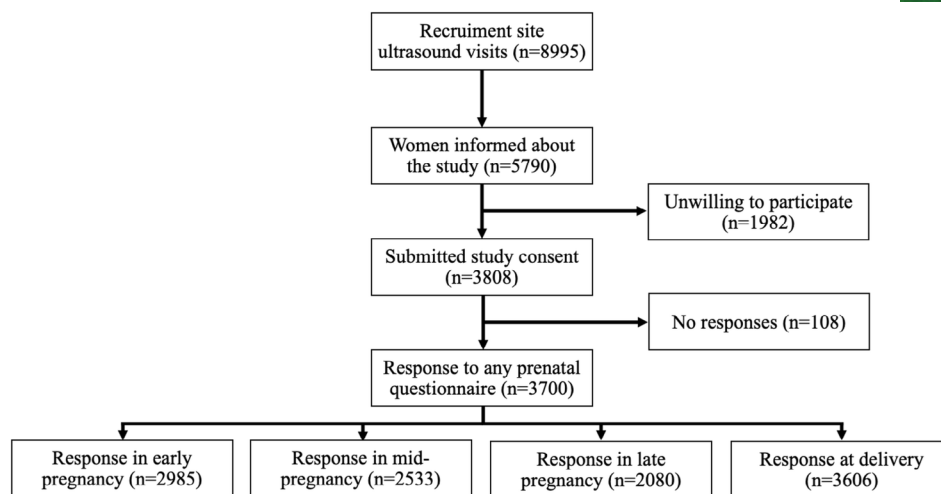 Recruiment site
ultrasound visits (n=8995)
Women informed about
the study (n=5790)
Unwilling to participate
(n=1982)
Submitted study consent
(n=3808)
No responses (n=108)
Response to any prenatal
questionnaire (n=3700)
Response in early
pregnancy (n=2985)
Response in mid-
pregnancy (n=2533)
Response in late
pregnancy (n=2080)
Response at delivery
(n=3606)